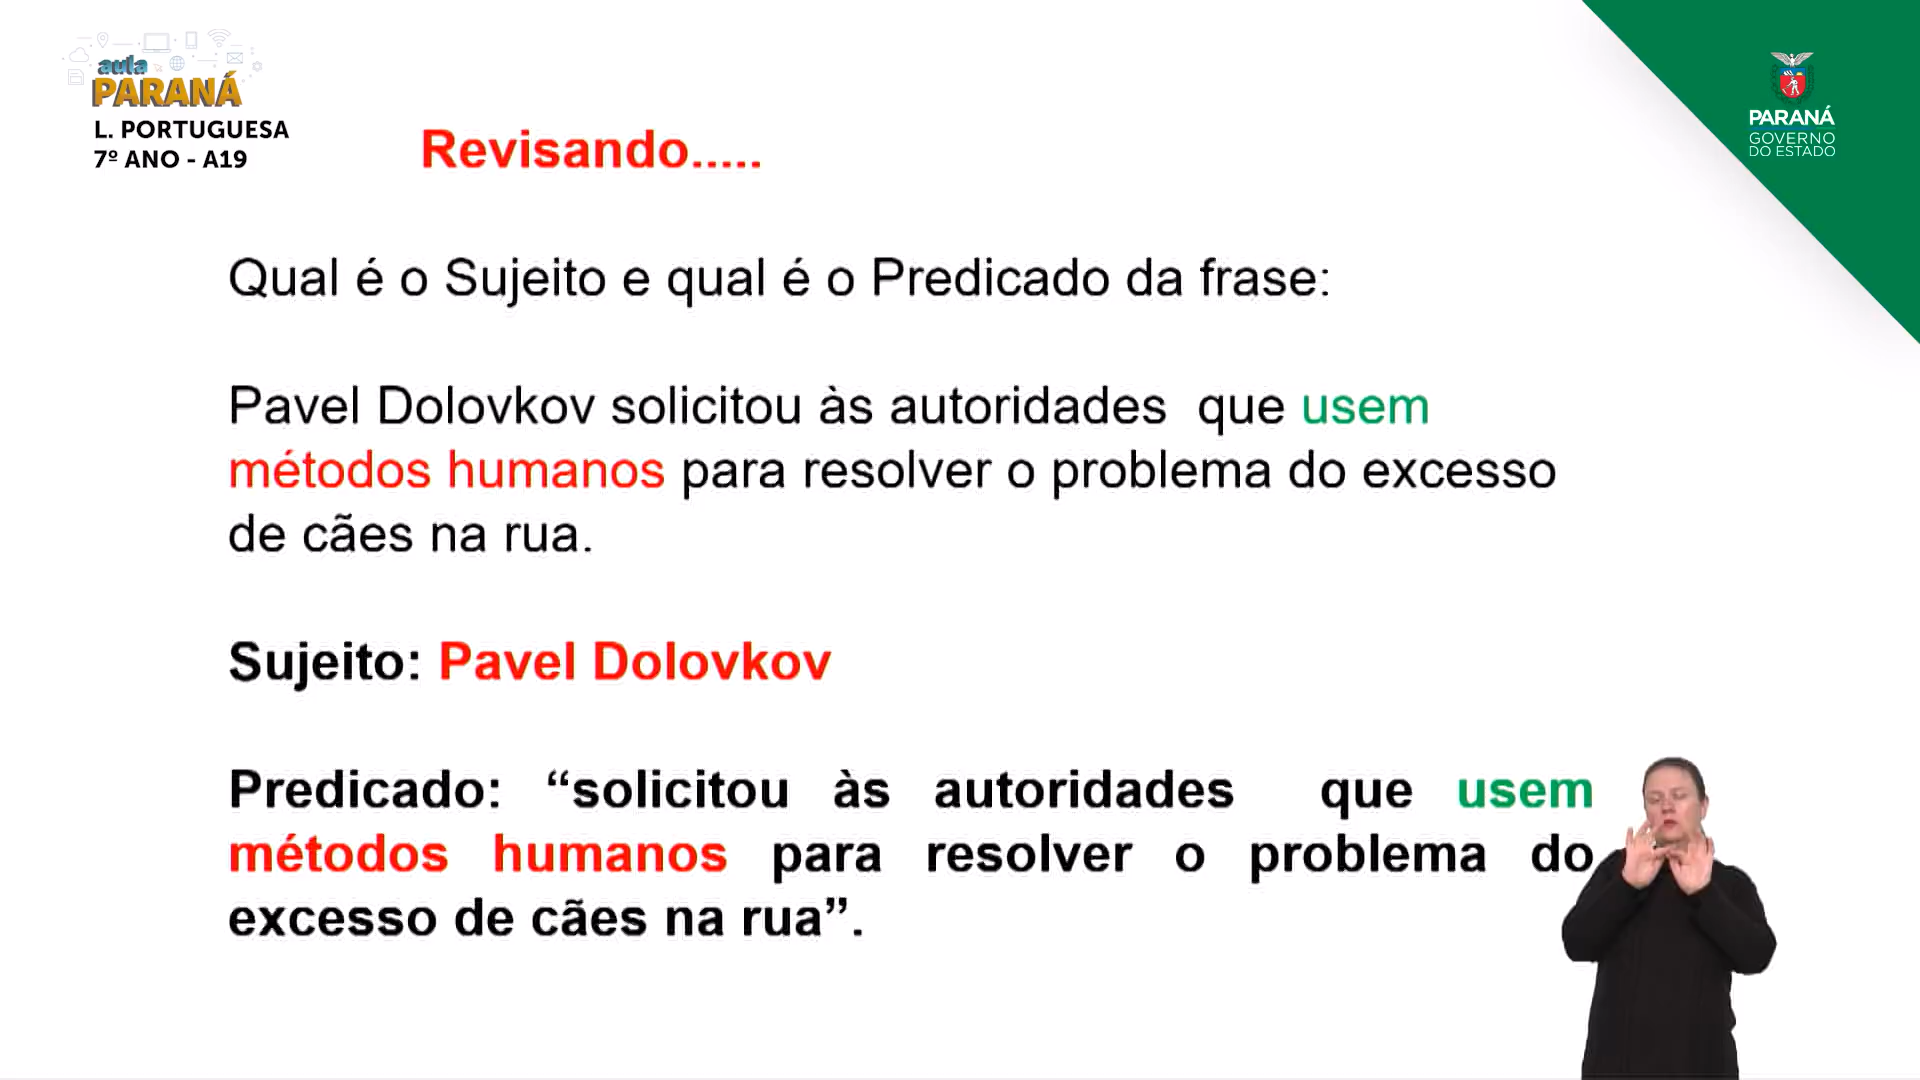 aula
PARANÁ
L. PORTUGUESA
7º ANO - A19
PARANÁ
GOVERNO
DO ESTADO
Revisando.....
Qual é o Sujeito e qual é o Predicado da frase:
Pavel Dolovkov solicitou às autoridades  que usem
métodos humanos para resolver o problema do excesso
de cães na rua.
Sujeito: Pavel Dolovkov
Predicado: “solicitou às autoridades  que usem
métodos humanos para resolver o problema do
excesso de cães na rua”.